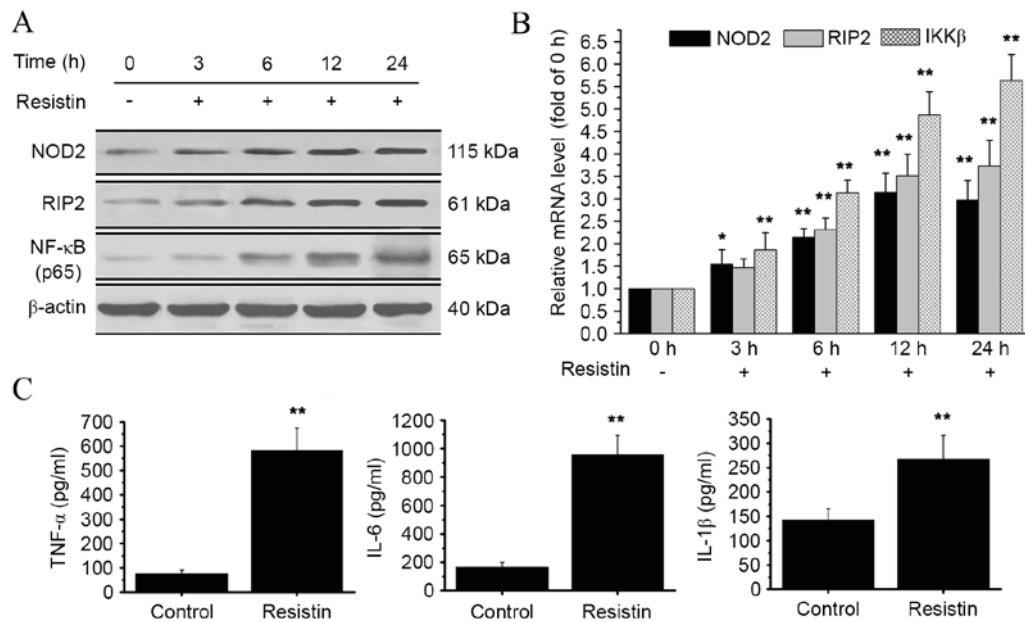 A
Time (h) 0 3 6 12 24
Resistin - + + + +
NOD2 115 kDa
RIP2 61 kDa
NF-κB (p65) 65 kDa
β-actin 40 kDa
B
NOD2 RIP2 IKKβ
Relative mRNA level (fold of 0 h)
6.5
6.0
5.5
5.0
4.5
4.0
3.5
3.0
2.5
2.0
1.5
1.0
0.5
0.0
* **
** ** **
** ** **
** ** **
0 h 3 h 6 h 12 h 24 h
Resistin - + + + +
C
TNF-α (pg/ml)
700
600
500
400
300
200
100
0
**
Control Resistin
IL-6 (pg/ml)
1200
1000
800
600
400
200
0
**
Control Resistin
IL-1β (pg/ml)
350
300
250
200
150
100
50
0
**
Control Resistin